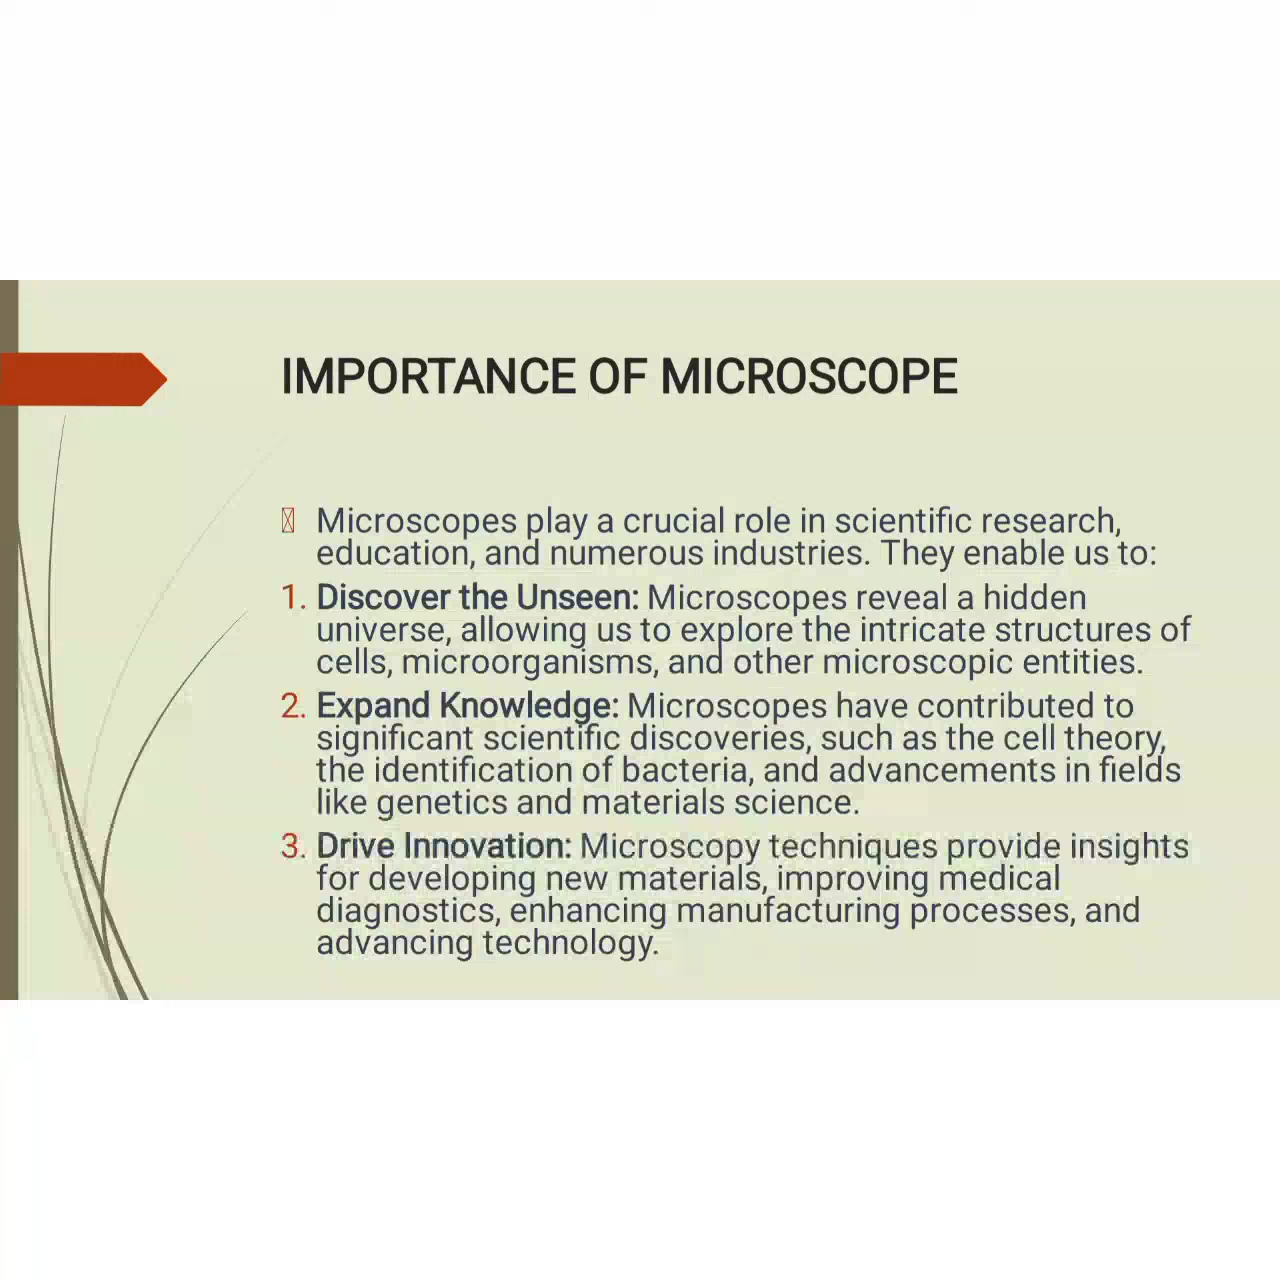 IMPORTANCE OF MICROSCOPE
Microscopes play a crucial role in scientific research,
education, and numerous industries. They enable us to:
1. Discover the Unseen: Microscopes reveal a hidden
universe, allowing us to explore the intricate structures of
cells, microorganisms, and other microscopic entities.
2. Expand Knowledge: Microscopes have contributed to
significant scientific discoveries, such as the cell theory,
the identification of bacteria, and advancements in fields
like genetics and materials science.
3. Drive Innovation: Microscopy techniques provide insights
for developing new materials, improving medical
diagnostics, enhancing manufacturing processes, and
advancing technology.